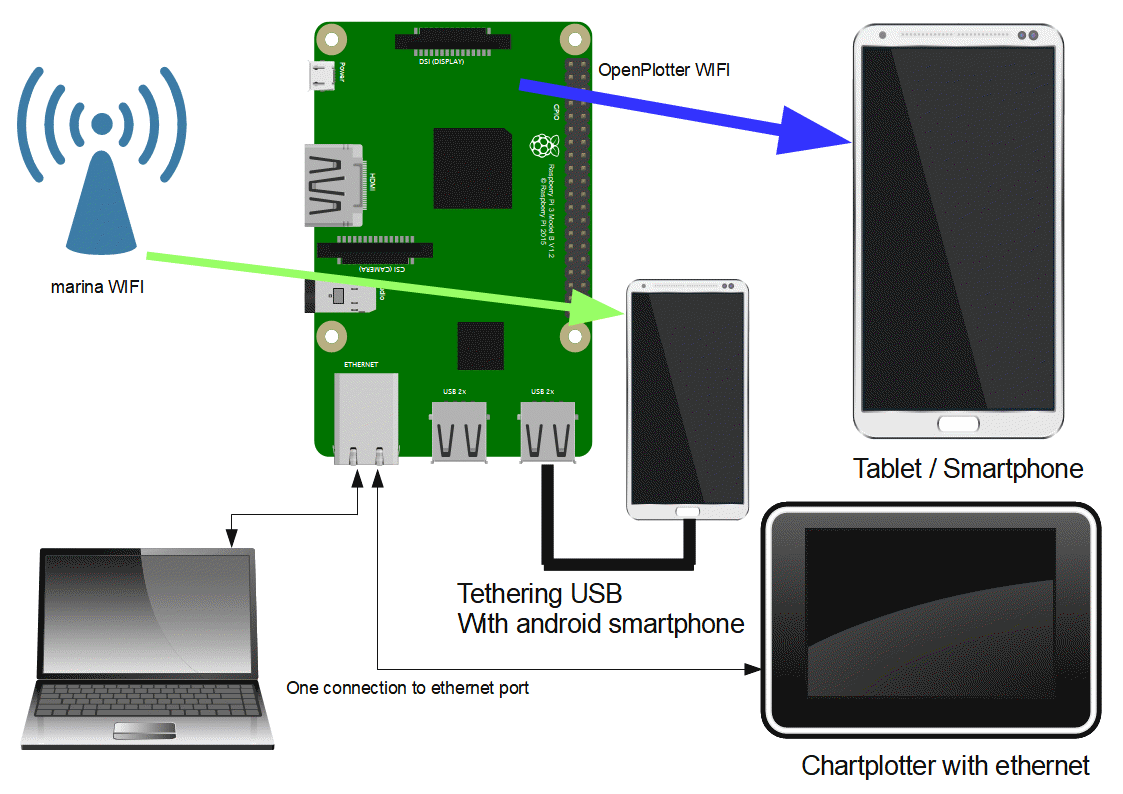 DSI (DISPLAY)
Power
OpenPlotter WIFI
GPIO
HDMI
Raspberry Pi 3 Model B V1.2
© Raspberry Pi 2015
CSI (CAMERA)
marina WIFI
ETHERNET
USB 2x
USB 2x
Tablet / Smartphone
Tethering USB
With android smartphone
One connection to ethernet port
Chartplotter with ethernet